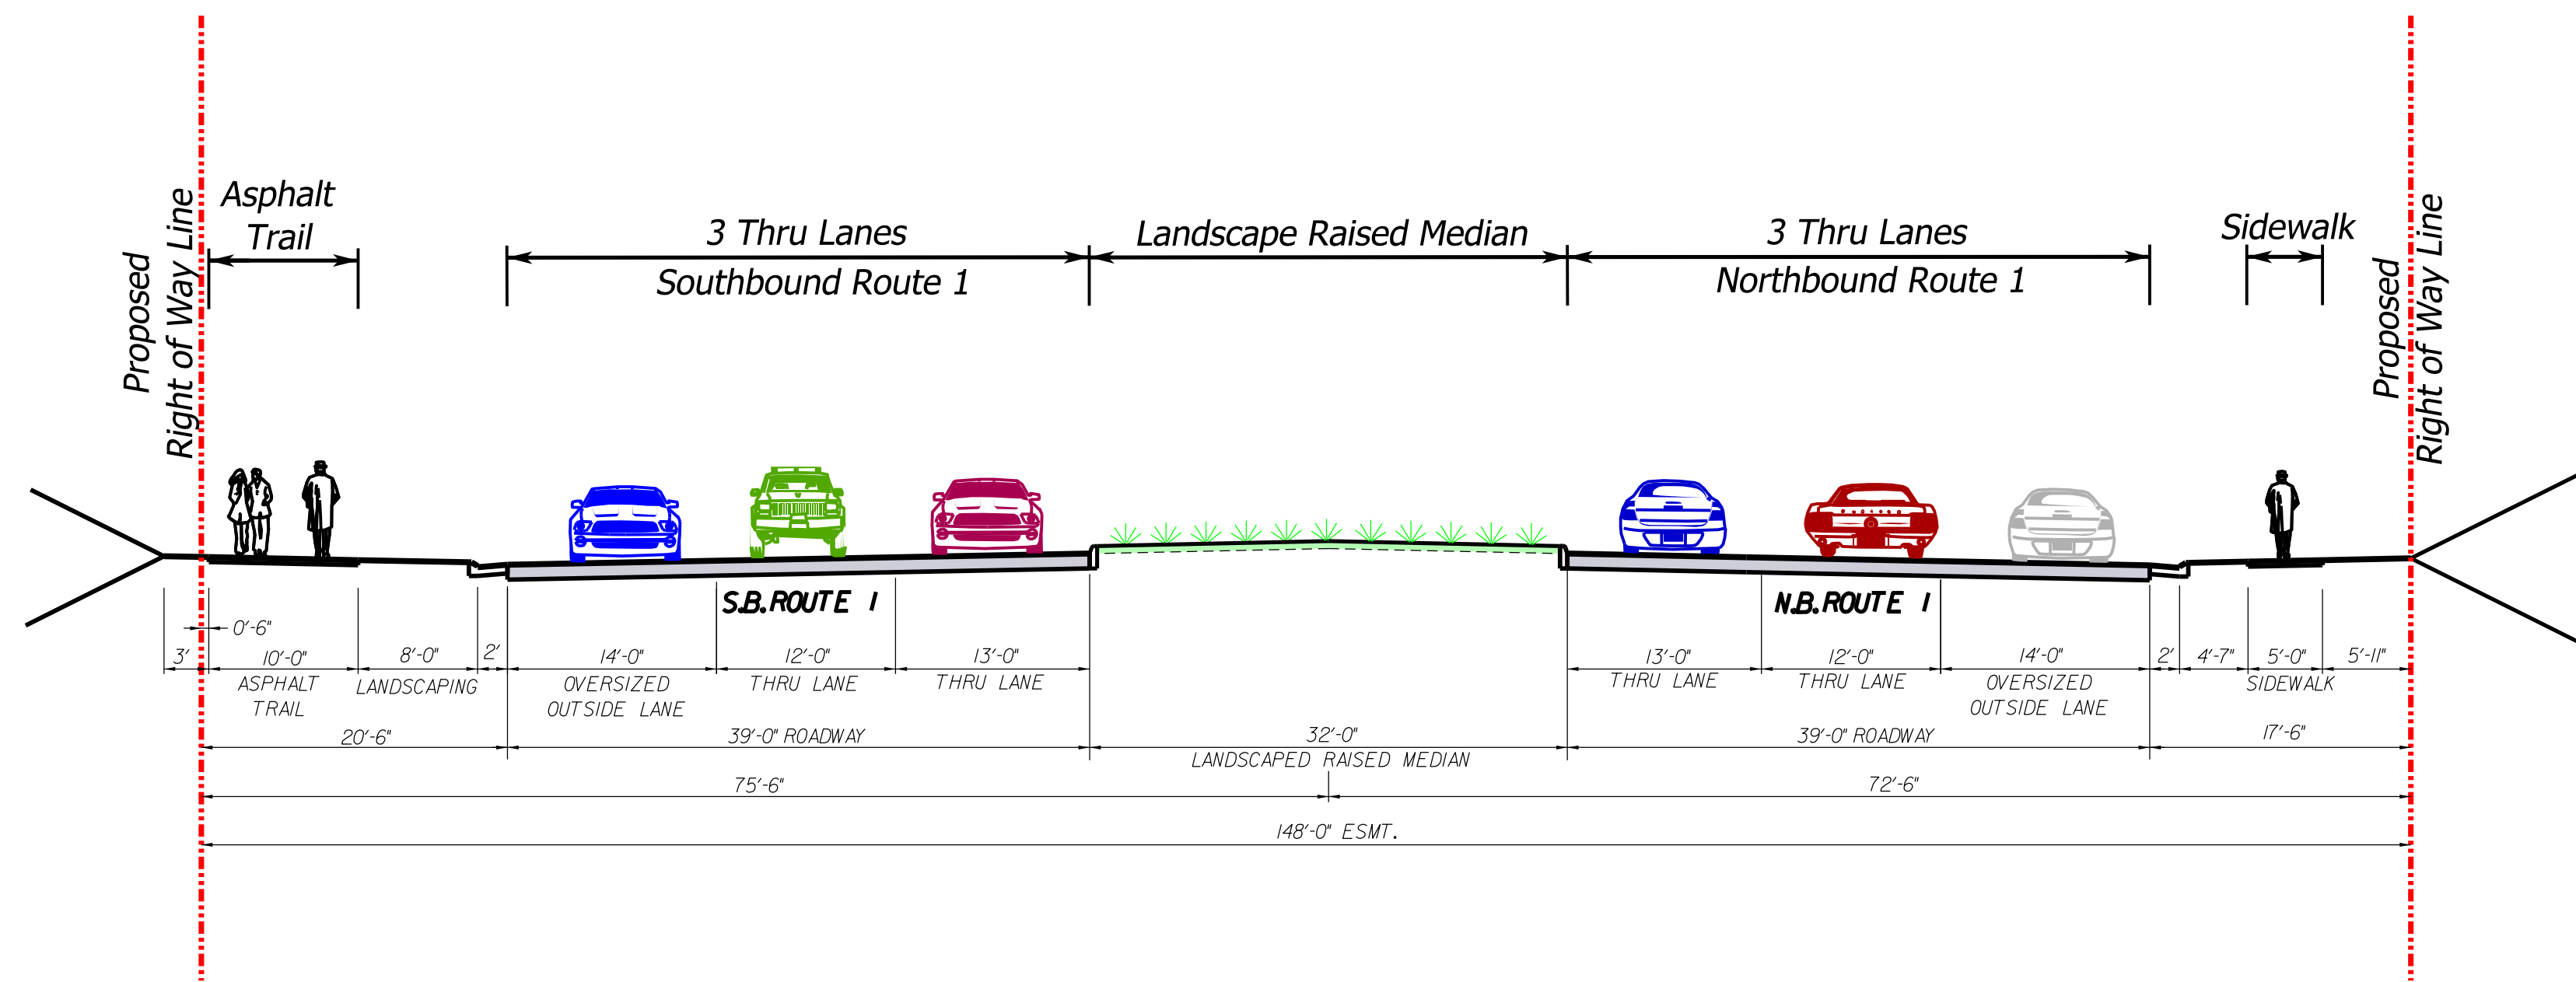 Proposed
Right of Way Line
Asphalt
Trail
3 Thru Lanes
Southbound Route 1
Landscape Raised Median
3 Thru Lanes
Northbound Route 1
Sidewalk
Proposed
Right of Way Line
S.B. ROUTE 1
N.B. ROUTE 1
0'-6"
3'
10'-0"
ASPHALT
TRAIL
8'-0"
LANDSCAPING
2'
14'-0"
OVERSIZED
OUTSIDE LANE
12'-0"
THRU LANE
13'-0"
THRU LANE
13'-0"
THRU LANE
12'-0"
THRU LANE
14'-0"
OVERSIZED
OUTSIDE LANE
2'
4'-7"
5'-0"
SIDEWALK
5'-11"
20'-6"
39'-0" ROADWAY
32'-0"
LANDSCAPED RAISED MEDIAN
39'-0" ROADWAY
17'-6"
75'-6"
72'-6"
148'-0" ESMT.